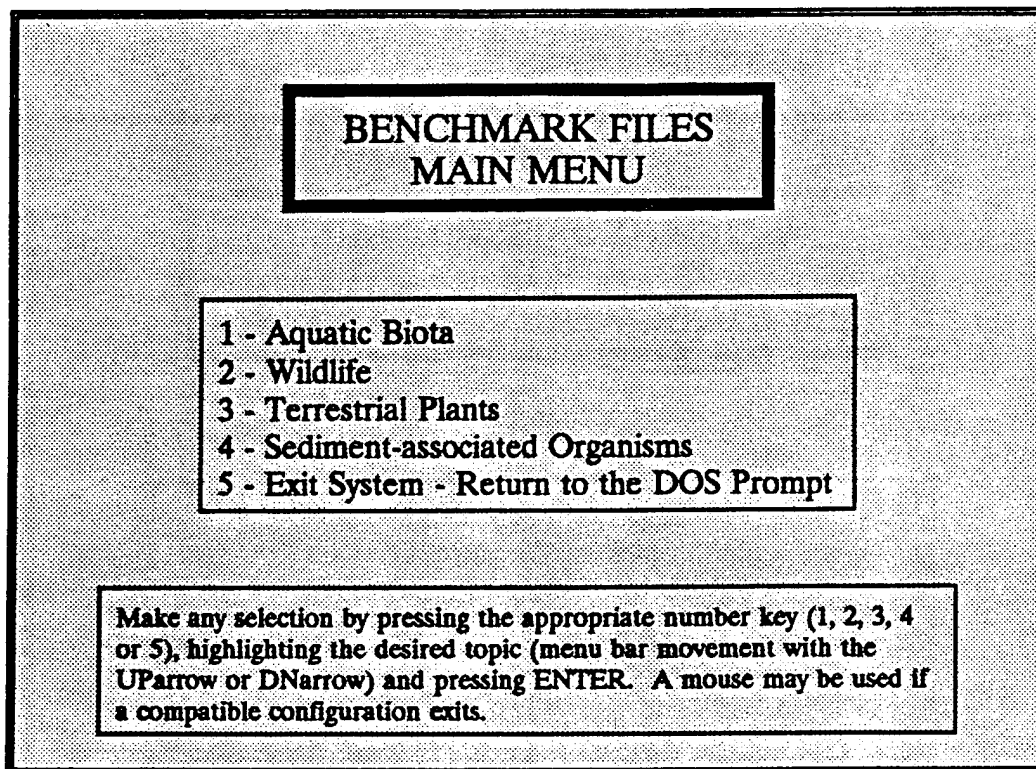 BENCHMARK FILES
MAIN MENU
1 - Aquatic Biota
2 - Wildlife
3 - Terrestrial Plants
4 - Sediment-associated Organisms
5 - Exit System - Return to the DOS Prompt
Make any selection by pressing the appropriate number key (1, 2, 3, 4
or 5), highlighting the desired topic (menu bar movement with the
UParrow or DNarrow) and pressing ENTER. A mouse may be used if
a compatible configuration exits.